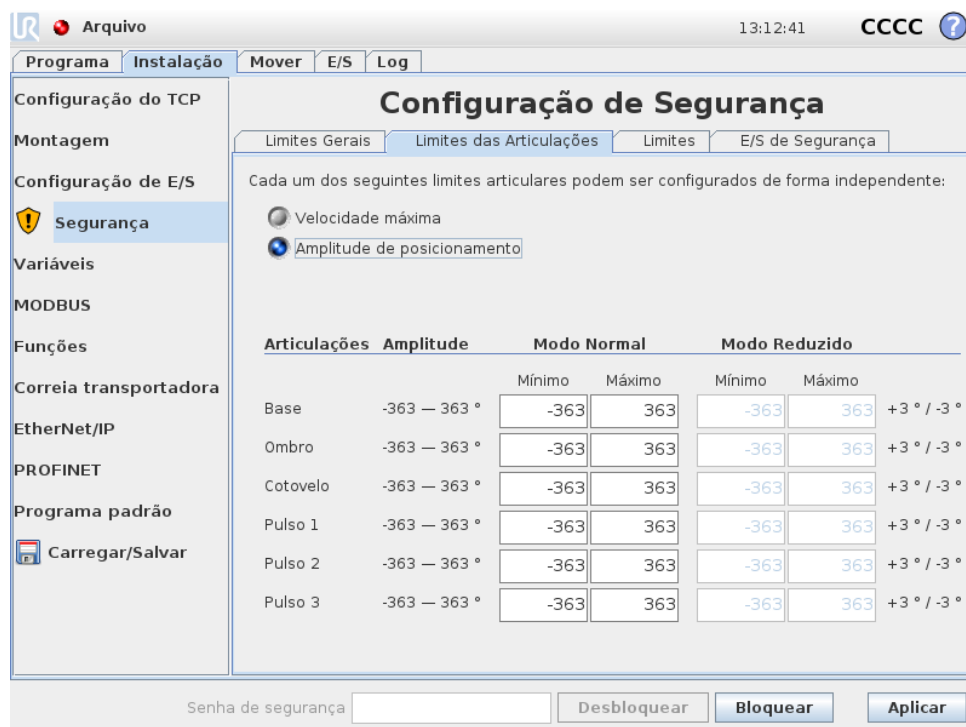 UR Arquivo 13:12:41 CCCC ?
Programa Instalação Mover E/S Log
Configuração do TCP
Montagem
Configuração de E/S
Segurança
Variáveis
MODBUS
Funções
Correia transportadora
EtherNet/IP
PROFINET
Programa padrão
Carregar/Salvar
Configuração de Segurança
Limites Gerais Limites das Articulações Limites E/S de Segurança
Cada um dos seguintes limites articulares podem ser configurados de forma independente:
Velocidade máxima
Amplitude de posicionamento
Articulações Amplitude Modo Normal Modo Reduzido
Mínimo Máximo Mínimo Máximo
Base -363 — 363 ° -363 363 -363 363 +3 ° / -3 °
Ombro -363 — 363 ° -363 363 -363 363 +3 ° / -3 °
Cotovelo -363 — 363 ° -363 363 -363 363 +3 ° / -3 °
Pulso 1 -363 — 363 ° -363 363 -363 363 +3 ° / -3 °
Pulso 2 -363 — 363 ° -363 363 -363 363 +3 ° / -3 °
Pulso 3 -363 — 363 ° -363 363 -363 363 +3 ° / -3 °
Senha de segurança Desbloquear Bloquear Aplicar